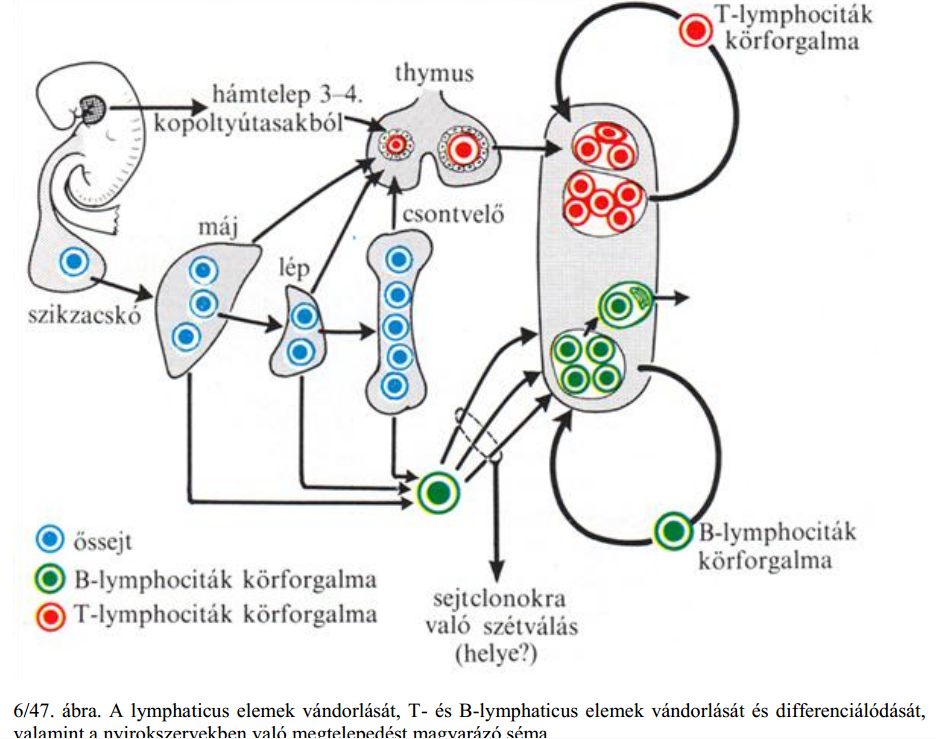 T-lymphociták
körforgalma
thymus
hámtelep 3–4.
kopoltyútasakból
csontvelő
máj
lép
szikzacskó
őssejt
B-lymphociták körforgalma
T-lymphociták körforgalma
B-lymphociták
körforgalma
sejtclonokra
való szétválás
(helye?)
6/47. ábra. A lymphaticus elemek vándorlását, T- és B-lymphaticus elemek vándorlását és differenciálódását,
valamint a nyirokszervekben való megtelepedést magyarázó séma